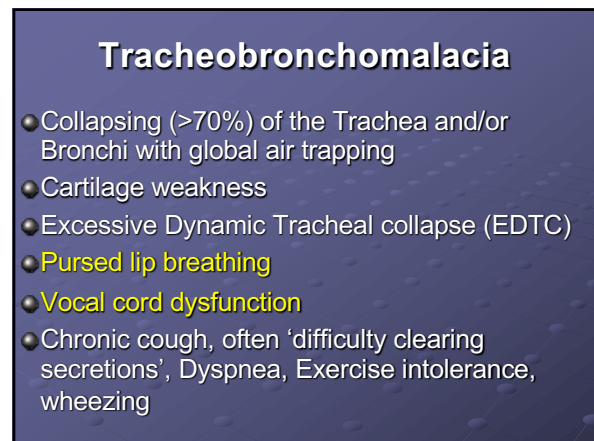 Tracheobronchomalacia
Collapsing (>70%) of the Trachea and/or
Bronchi with global air trapping
Cartilage weakness
Excessive Dynamic Tracheal collapse (EDTC)
Pursed lip breathing
Vocal cord dysfunction
Chronic cough, often ‘difficulty clearing
secretions’, Dyspnea, Exercise intolerance,
wheezing